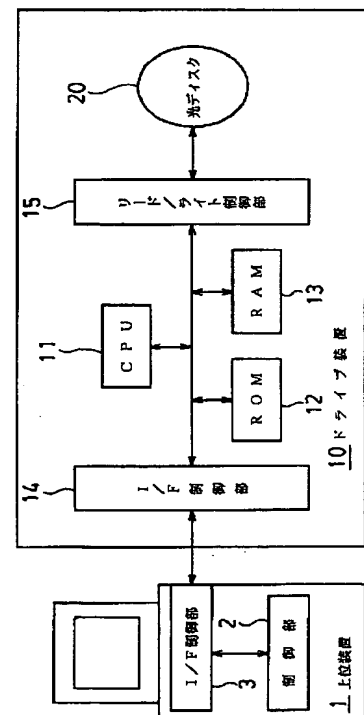 20
光ディスク
15
リード／ライト制御部
11
CPU
RAM
13
ROM
12
14
I／F制御部
10 ドライブ装置
I／F制御部
3
2
制御部
1 上位装置